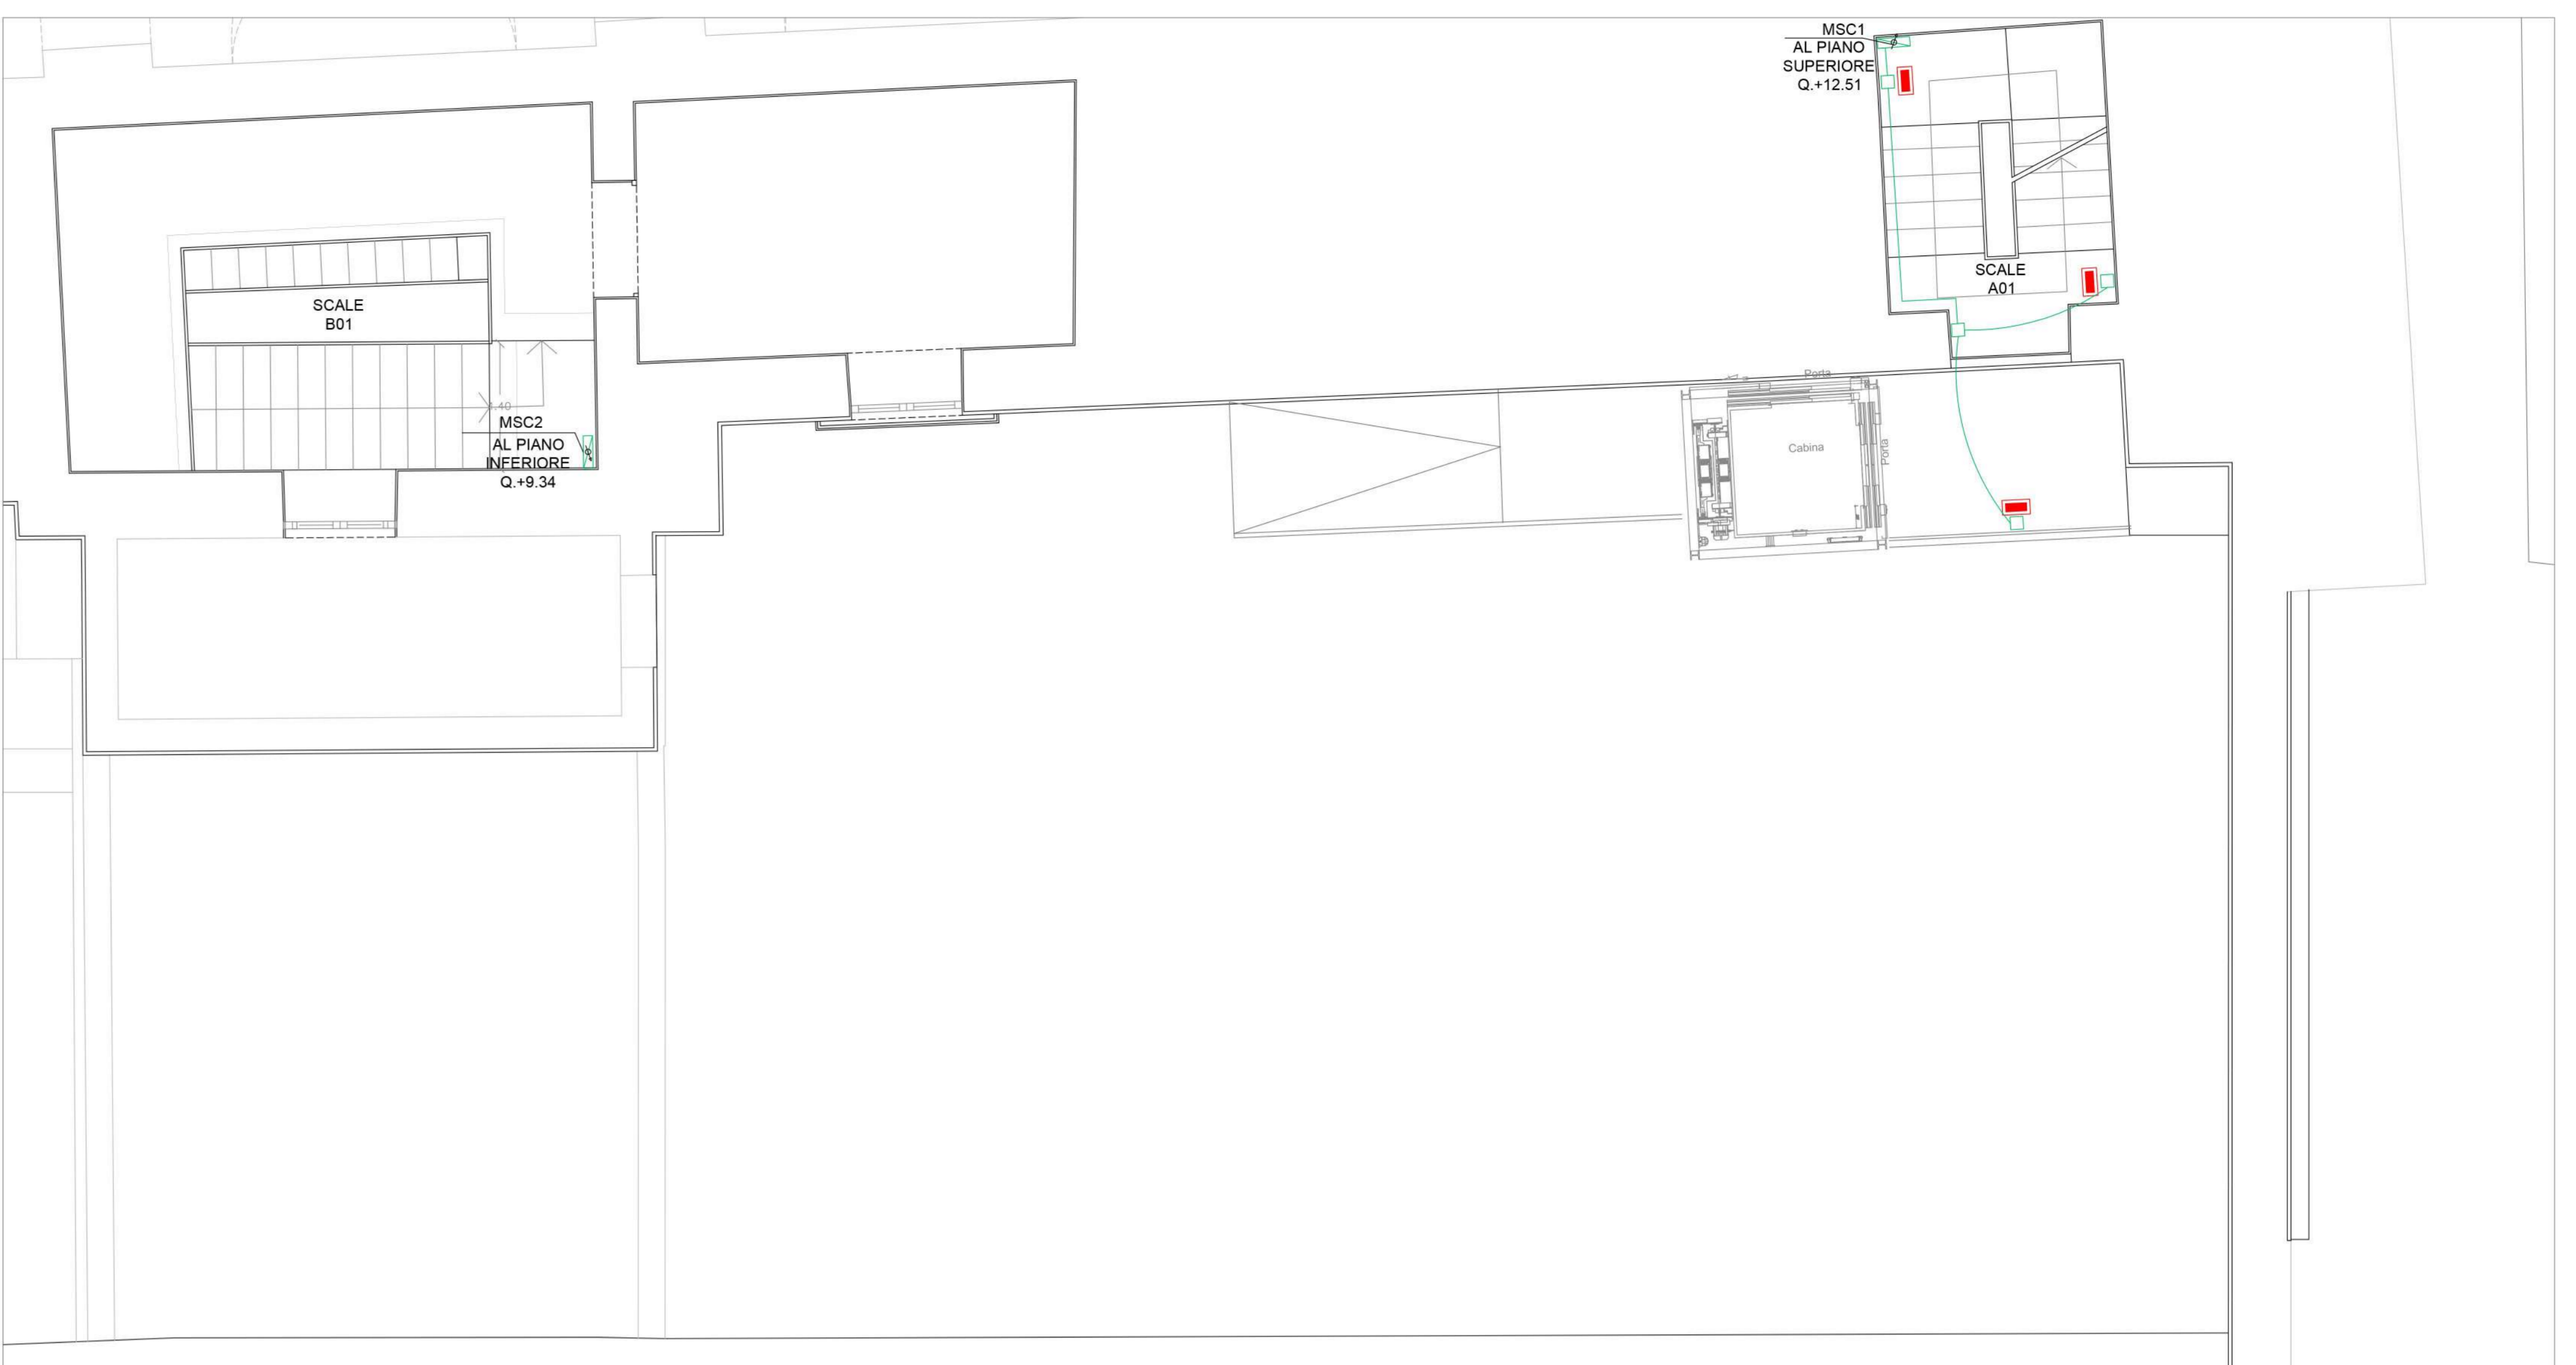 MSC1
AL PIANO
SUPERIORE
Q.+12.51
SCALE
A01
SCALE
B01
MSC2
AL PIANO
INFERIORE
Q.+9.34
Porta
Cabina
Porta